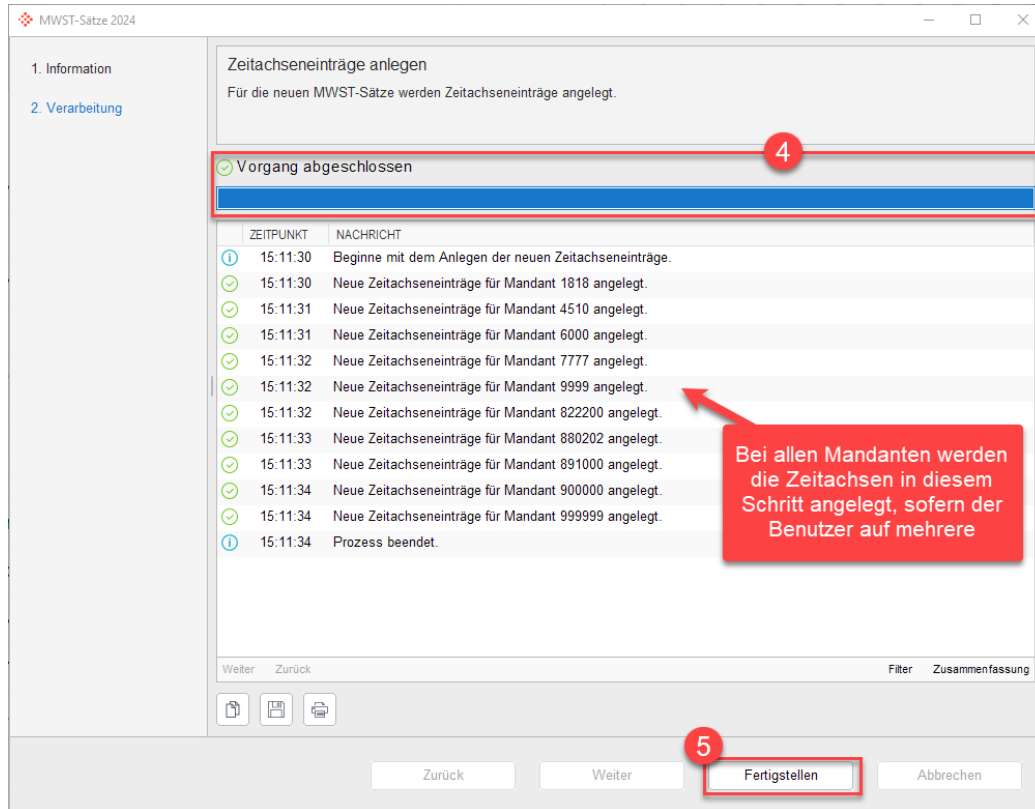 MWST-Sätze 2024
1. Information
2. Verarbeitung
Zeitachseneinträge anlegen
Für die neuen MWST-Sätze werden Zeitachseneinträge angelegt.
4
Vorgang abgeschlossen
ZEITPUNKT NACHRICHT
15:11:30 Beginne mit dem Anlegen der neuen Zeitachseneinträge.
15:11:30 Neue Zeitachseneinträge für Mandant 1818 angelegt.
15:11:31 Neue Zeitachseneinträge für Mandant 4510 angelegt.
15:11:31 Neue Zeitachseneinträge für Mandant 6000 angelegt.
15:11:32 Neue Zeitachseneinträge für Mandant 7777 angelegt.
15:11:32 Neue Zeitachseneinträge für Mandant 9999 angelegt.
15:11:32 Neue Zeitachseneinträge für Mandant 822200 angelegt.
15:11:33 Neue Zeitachseneinträge für Mandant 880202 angelegt.
15:11:33 Neue Zeitachseneinträge für Mandant 891000 angelegt.
15:11:34 Neue Zeitachseneinträge für Mandant 900000 angelegt.
15:11:34 Neue Zeitachseneinträge für Mandant 999999 angelegt.
15:11:34 Prozess beendet.
Bei allen Mandanten werden
die Zeitachsen in diesem
Schritt angelegt, sofern der
Benutzer auf mehrere
Weiter Zurück Filter Zusammenfassung
5
Zurück Weiter Fertigstellen Abbrechen